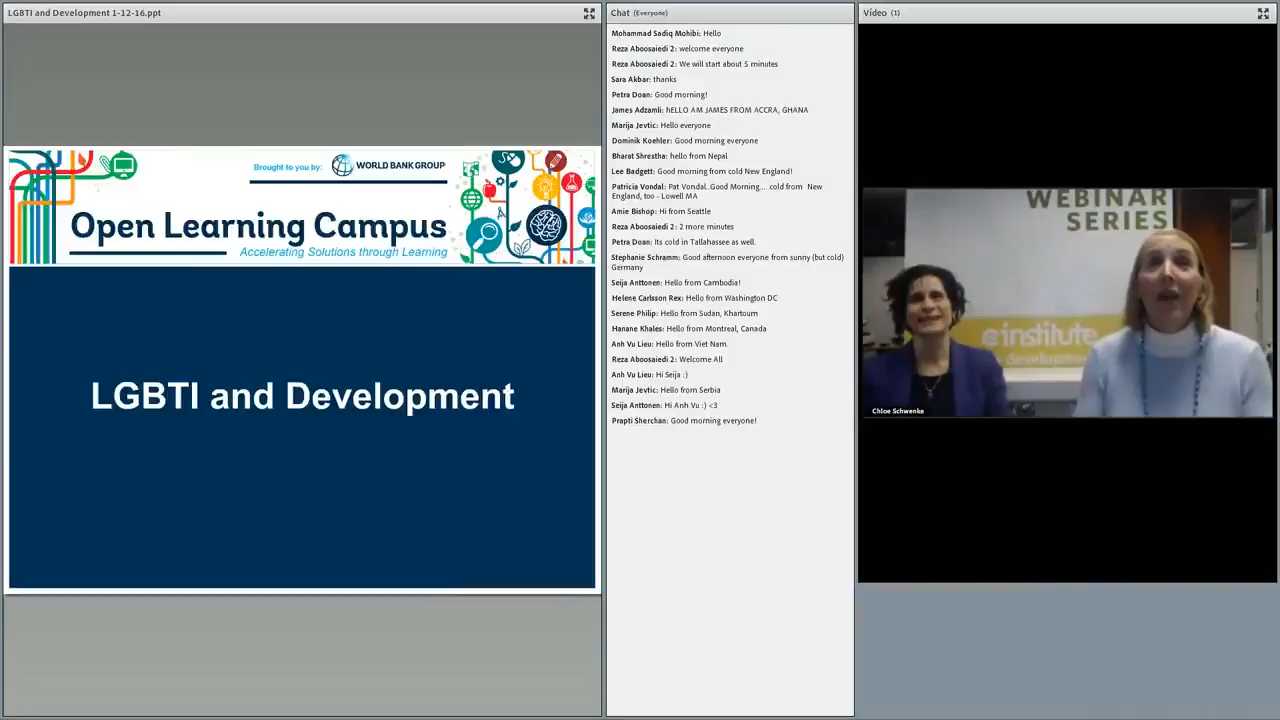 LGBTI and Development 1-12-16.ppt
Brought to you by: WORLD BANK GROUP
Open Learning Campus
Accelerating Solutions through Learning
LGBTI and Development
Chat (Everyone)
Mohammad Sadiq Mohibi: Hello
Reza Aboosaiedi 2: welcome everyone
Reza Aboosaiedi 2: We will start about 5 minutes
Sara Akbar: thanks
Petra Doan: Good morning!
James Adzamli: hELLO AM JAMES FROM ACCRA, GHANA
Marija Jevtic: Hello everyone
Dominik Koehler: Good morning everyone
Bharat Shrestha: hello from Nepal
Lee Badgett: Good morning from cold New England!
Patricia Vondal: Pat Vondal..Good Morning.....cold from New
England, too - Lowell MA
Amie Bishop: Hi from Seattle
Reza Aboosaiedi 2: 2 more minutes
Petra Doan: Its cold in Tallahassee as well.
Stephanie Schramm: Good afternoon everyone from sunny (but cold)
Germany
Seija Anttonen: Hello from Cambodia!
Helene Carlsson Rex: Hello from Washington DC
Serene Philip: Hello from Sudan, Khartoum
Hanane Khales: Hello from Montreal, Canada
Anh Vu Lieu: Hello from Viet Nam.
Reza Aboosaiedi 2: Welcome All
Anh Vu Lieu: Hi Seija :)
Marija Jevtic: Hello from Serbia
Seija Anttonen: Hi Anh Vu :) <3
Prapti Sherchan: Good morning everyone!
Vídeo (1)
WEBINAR
SERIES
e institute
develop
Chloe Schwenke